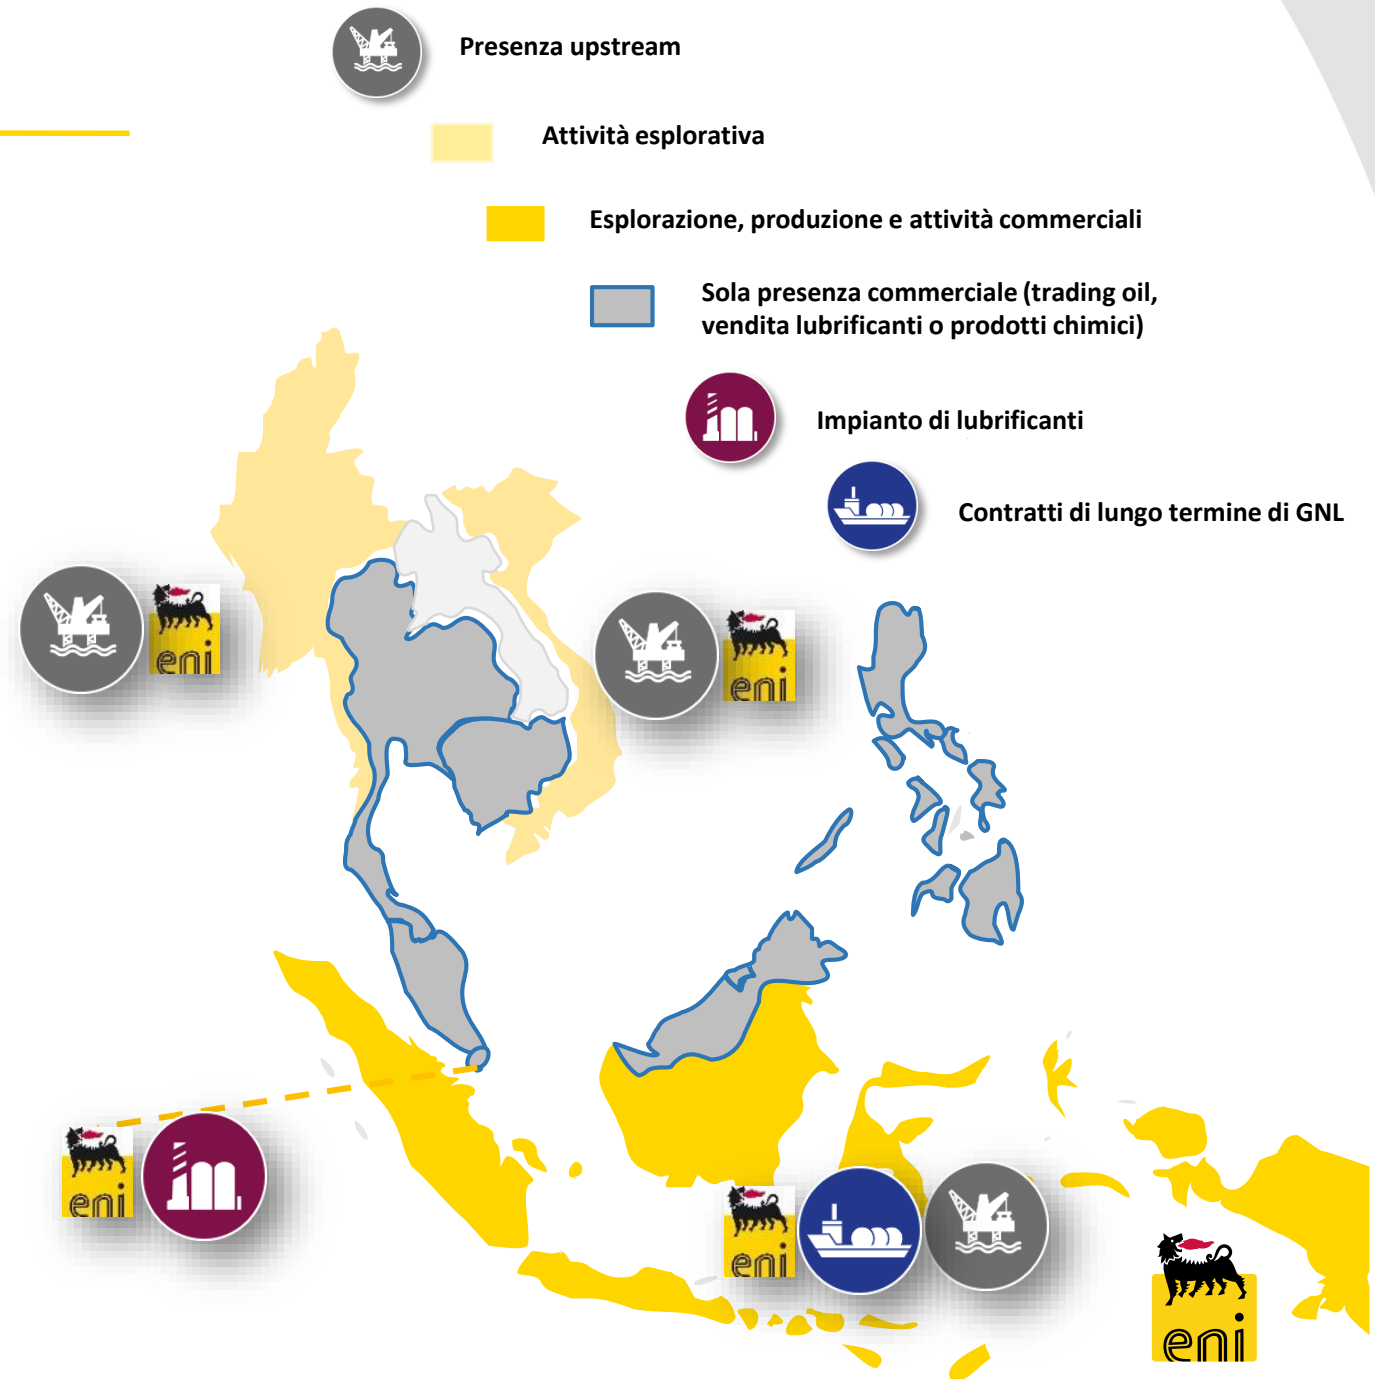 Presenza upstream
Attività esplorativa
Esplorazione, produzione e attività commerciali
Sola presenza commerciale (trading oil,
vendita lubrificanti o prodotti chimici)
Impianto di lubrificanti
Contratti di lungo termine di GNL
eni
eni
eni
eni
eni